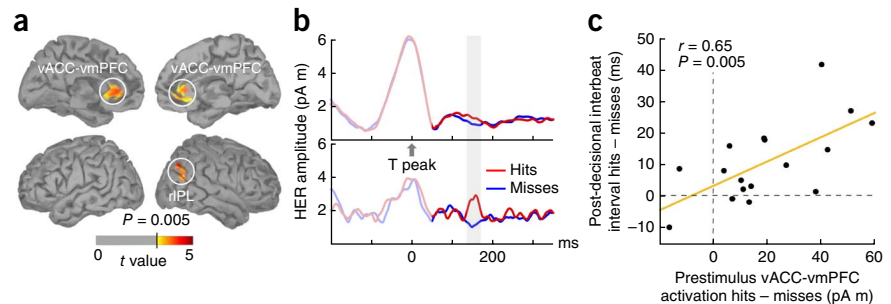 a
vACC-vmPFC vACC-vmPFC
rIPL
P = 0.005
0 5
t value
b
6
4
2
HER amplitude (pA m)
T peak
6
4
2
Hits
Misses
0 200 ms
c
r = 0.65
P = 0.005
50
40
30
20
10
0
–10
Post-decisional interbeat
interval hits – misses (ms)
0 20 40 60
Prestimulus vACC-vmPFC
activation hits – misses (pA m)